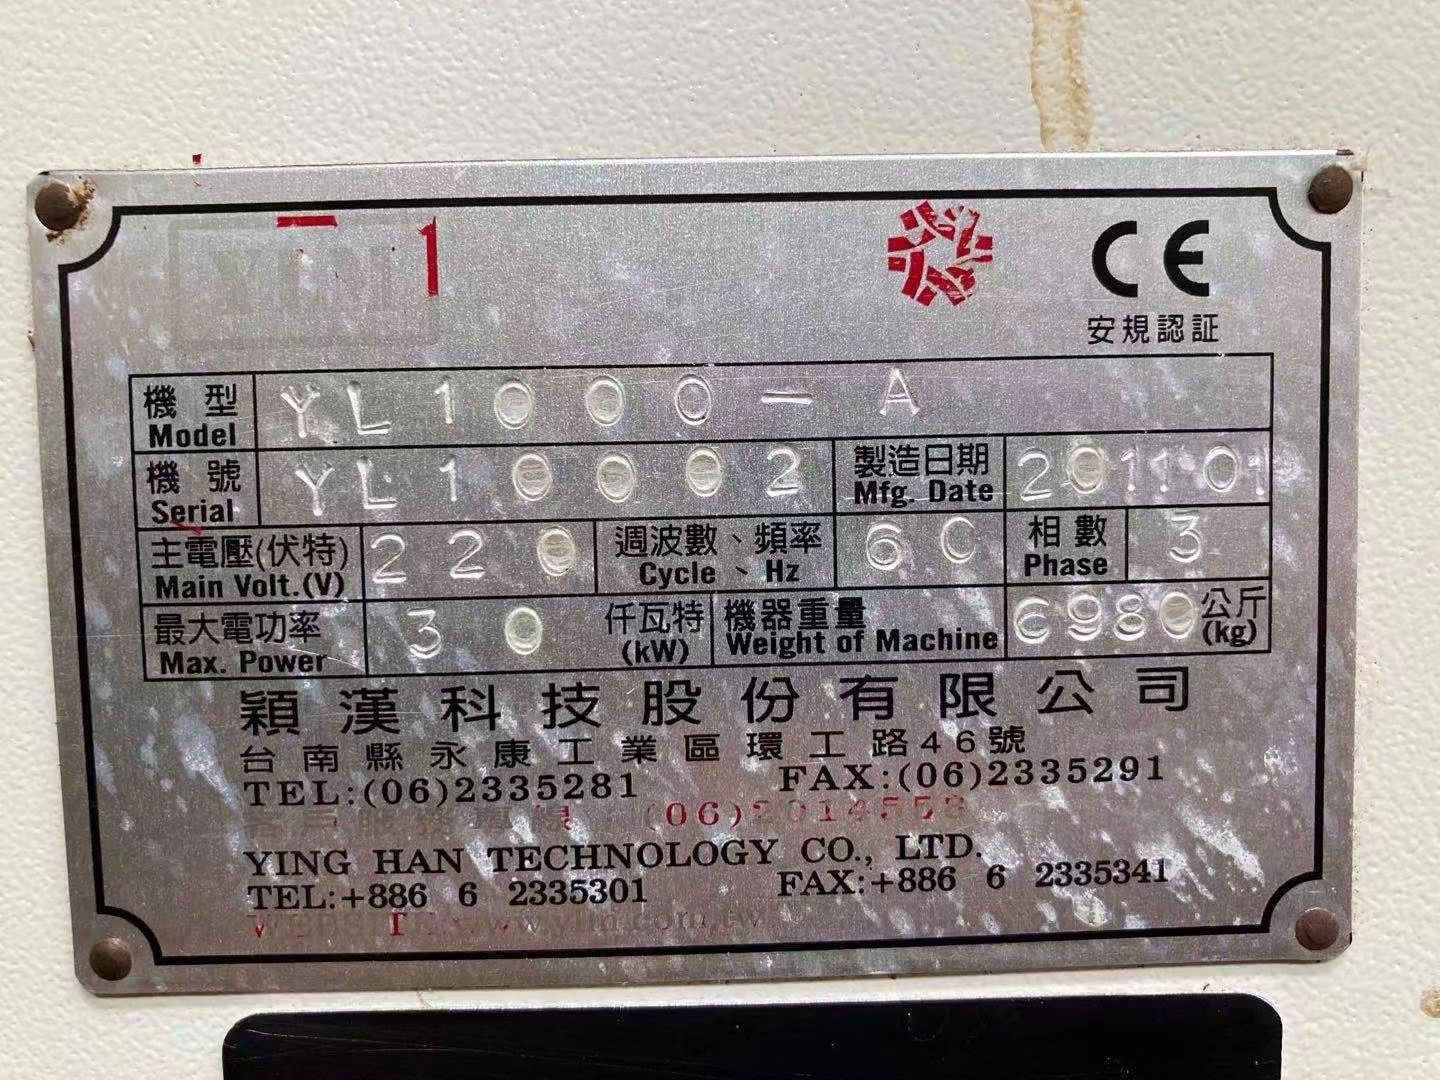 安規認証
機型 Model YL1000-A
機號 Serial YL10002 製造日期 Mfg. Date 201101
主電壓(伏特) Main Volt.(V) 220 週波數、頻率 Cycle、Hz 60 相數 Phase 3
最大電功率 Max. Power 30 仟瓦特 (kW) 機器重量 Weight of Machine 6980 公斤 (kg)
穎漢科技股份有限公司
台南縣永康工業區環工路46號
TEL:(06)2335281 FAX:(06)2335291
(06)
YING HAN TECHNOLOGY CO., LTD.
TEL:+886 6 2335301 FAX:+886 6 2335341